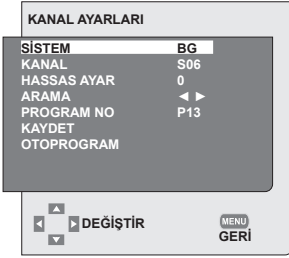 KANAL AYARLARI
SİSTEM BG
KANAL S06
HASSAS AYAR 0
ARAMA ◄ ►
PROGRAM NO P13
KAYDET
OTOPROGRAM
DEĞİŞTİR MENU
GERİ